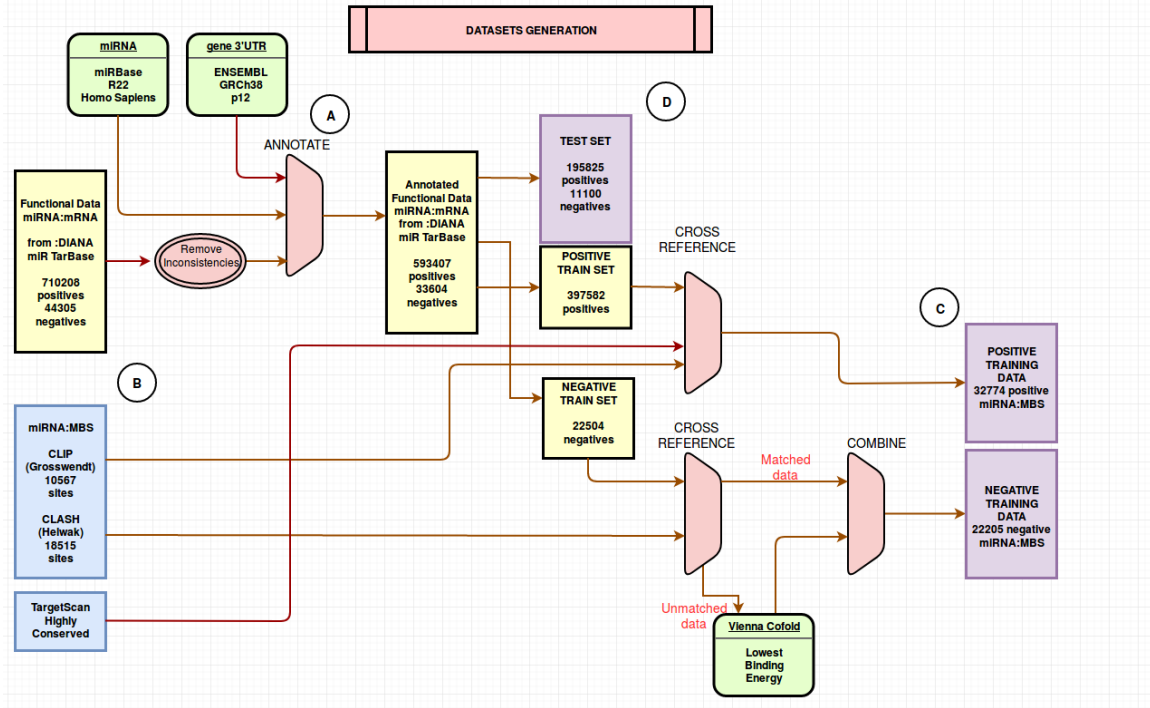 DATASETS GENERATION
miRNA
miRBase
R22
Homo Sapiens
gene 3'UTR
ENSEMBL
GRCh38
p12
A
ANNOTATE
D
Functional Data
miRNA:mRNA
from :DIANA
miR TarBase
710208
positives
44305
negatives
Remove
Inconsistencies
Annotated
Functional Data
miRNA:mRNA
from :DIANA
miR TarBase
593407
positives
33604
negatives
TEST SET
195825
positives
11100
negatives
POSITIVE
TRAIN SET
397582
positives
CROSS
REFERENCE
C
POSITIVE
TRAINING
DATA
32774 positive
miRNA:MBS
B
miRNA:MBS
CLIP
(Grosswendt)
10567
sites
CLASH
(Helwak)
18515
sites
NEGATIVE
TRAIN SET
22504
negatives
CROSS
REFERENCE
Matched
data
COMBINE
NEGATIVE
TRAINING
DATA
22205 negative
miRNA:MBS
TargetScan
Highly
Conserved
Unmatched
data
Vienna Cofold
Lowest
Binding
Energy